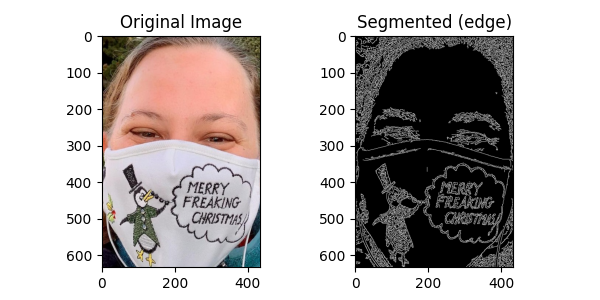 Original Image
Segmented (edge)
0
100
200
300
400
500
600
0
200
400
MERRY
FREAKING
CHRISTMAS
0
100
200
300
400
500
600
0
200
400
MERRY
FREAKING
CHRISTMAS